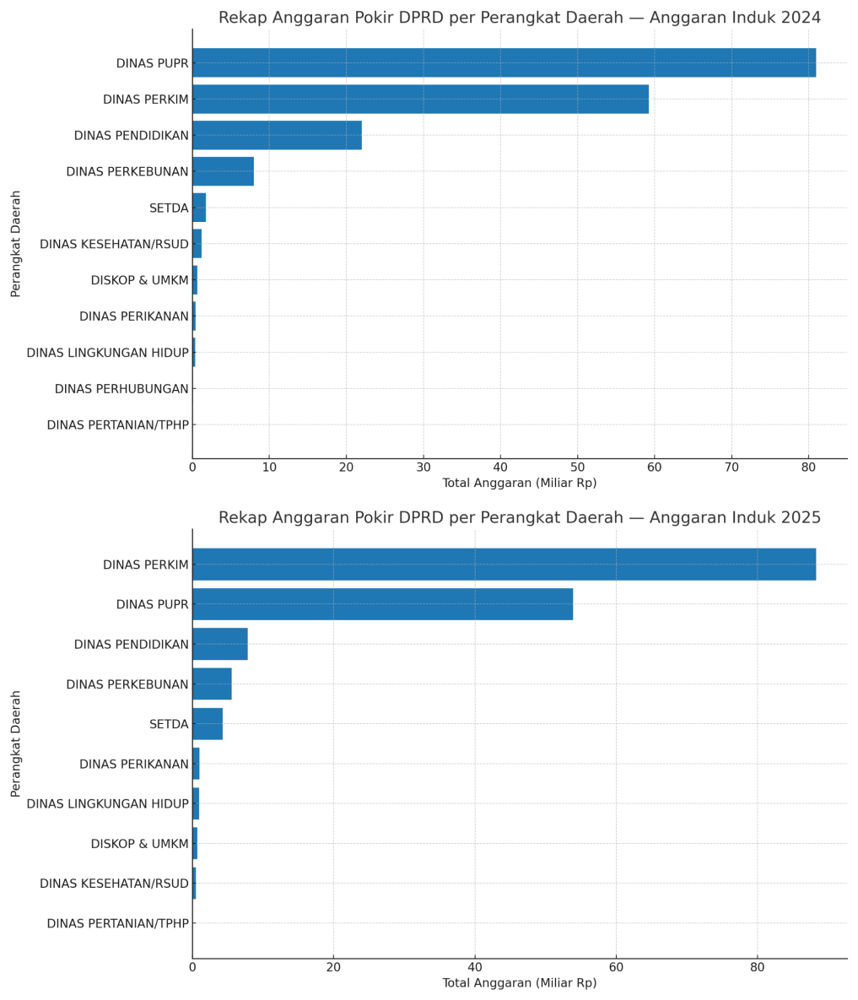 Rekap Anggaran Pokir DPRD per Perangkat Daerah — Anggaran Induk 2024
Perangkat Daerah
DINAS PUPR
DINAS PERKIM
DINAS PENDIDIKAN
DINAS PERKEBUNAN
SETDA
DINAS KESEHATAN/RSUD
DISKOP & UMKM
DINAS PERIKANAN
DINAS LINGKUNGAN HIDUP
DINAS PERHUBUNGAN
DINAS PERTANIAN/TPHP
0 10 20 30 40 50 60 70 80
Total Anggaran (Miliar Rp)
Rekap Anggaran Pokir DPRD per Perangkat Daerah — Anggaran Induk 2025
Perangkat Daerah
DINAS PERKIM
DINAS PUPR
DINAS PENDIDIKAN
DINAS PERKEBUNAN
SETDA
DINAS PERIKANAN
DINAS LINGKUNGAN HIDUP
DISKOP & UMKM
DINAS KESEHATAN/RSUD
DINAS PERTANIAN/TPHP
0 20 40 60 80
Total Anggaran (Miliar Rp)